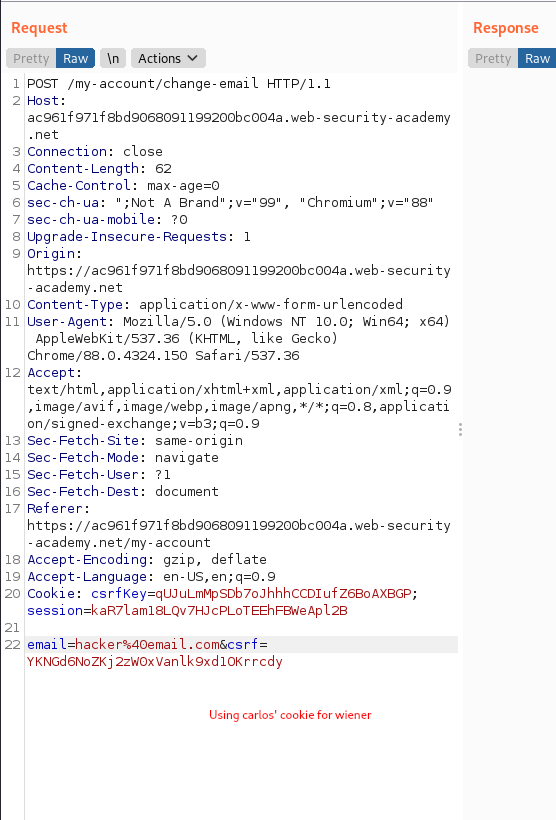 Request
Response
Pretty Raw \n Actions
Pretty Raw
1 POST /my-account/change-email HTTP/1.1
2 Host:
ac961f971f8bd9068091199200bc004a.web-security-academy
.net
3 Connection: close
4 Content-Length: 62
5 Cache-Control: max-age=0
6 sec-ch-ua: ";Not A Brand";v="99", "Chromium";v="88"
7 sec-ch-ua-mobile: ?0
8 Upgrade-Insecure-Requests: 1
9 Origin:
https://ac961f971f8bd9068091199200bc004a.web-security
-academy.net
10 Content-Type: application/x-www-form-urlencoded
11 User-Agent: Mozilla/5.0 (Windows NT 10.0; Win64; x64)
AppleWebKit/537.36 (KHTML, like Gecko)
Chrome/88.0.4324.150 Safari/537.36
12 Accept:
text/html,application/xhtml+xml,application/xml;q=0.9
,image/avif,image/webp,image/apng,*/*;q=0.8,applicati
on/signed-exchange;v=b3;q=0.9
13 Sec-Fetch-Site: same-origin
14 Sec-Fetch-Mode: navigate
15 Sec-Fetch-User: ?1
16 Sec-Fetch-Dest: document
17 Referer:
https://ac961f971f8bd9068091199200bc004a.web-security
-academy.net/my-account
18 Accept-Encoding: gzip, deflate
19 Accept-Language: en-US,en;q=0.9
20 Cookie: csrfKey=qUJuLmMpSDb7oJhhhCCDIufZ6BoAXBGP;
session=kaR7lam18LQv7HJcPLoTEEhFBWeApl2B
21
22 email=hacker%40email.com&csrf=
YKNGd6NoZKj2zW0xVanlk9xd10Krrcdy
Using carlos' cookie for wiener